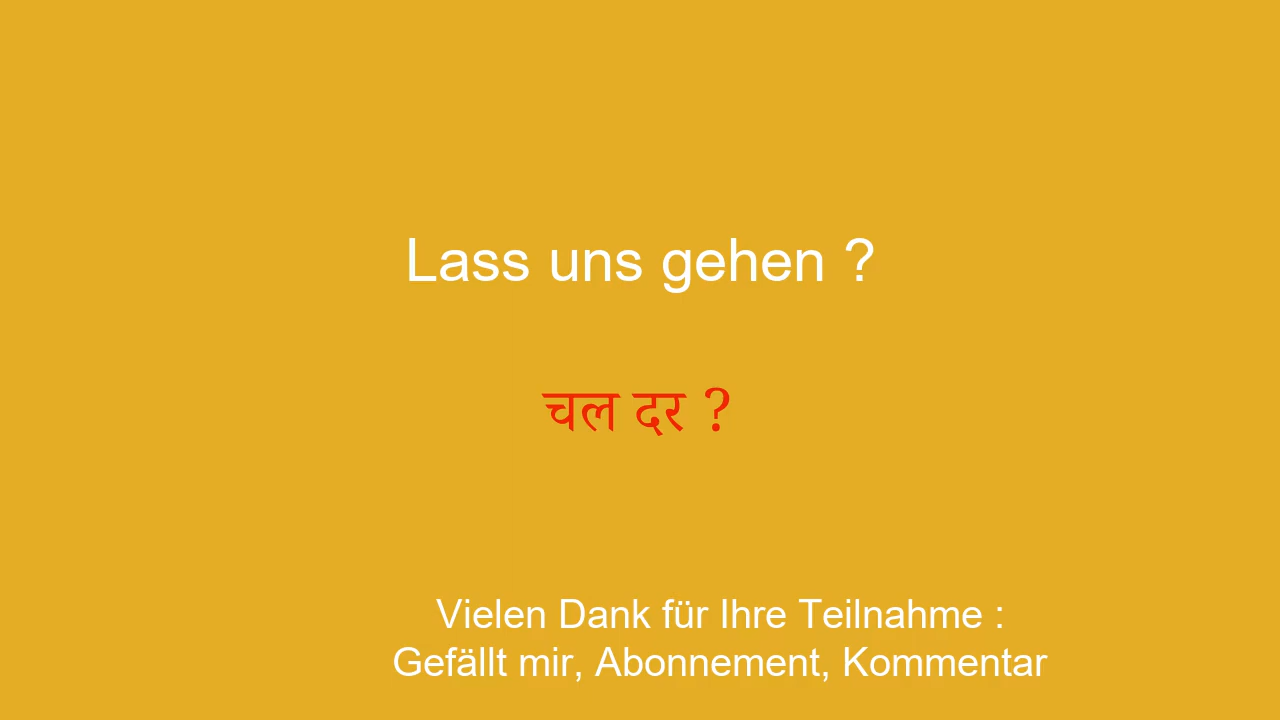 Lass uns gehen ?
चल दर ?
Vielen Dank für Ihre Teilnahme :
Gefällt mir, Abonnement, Kommentar